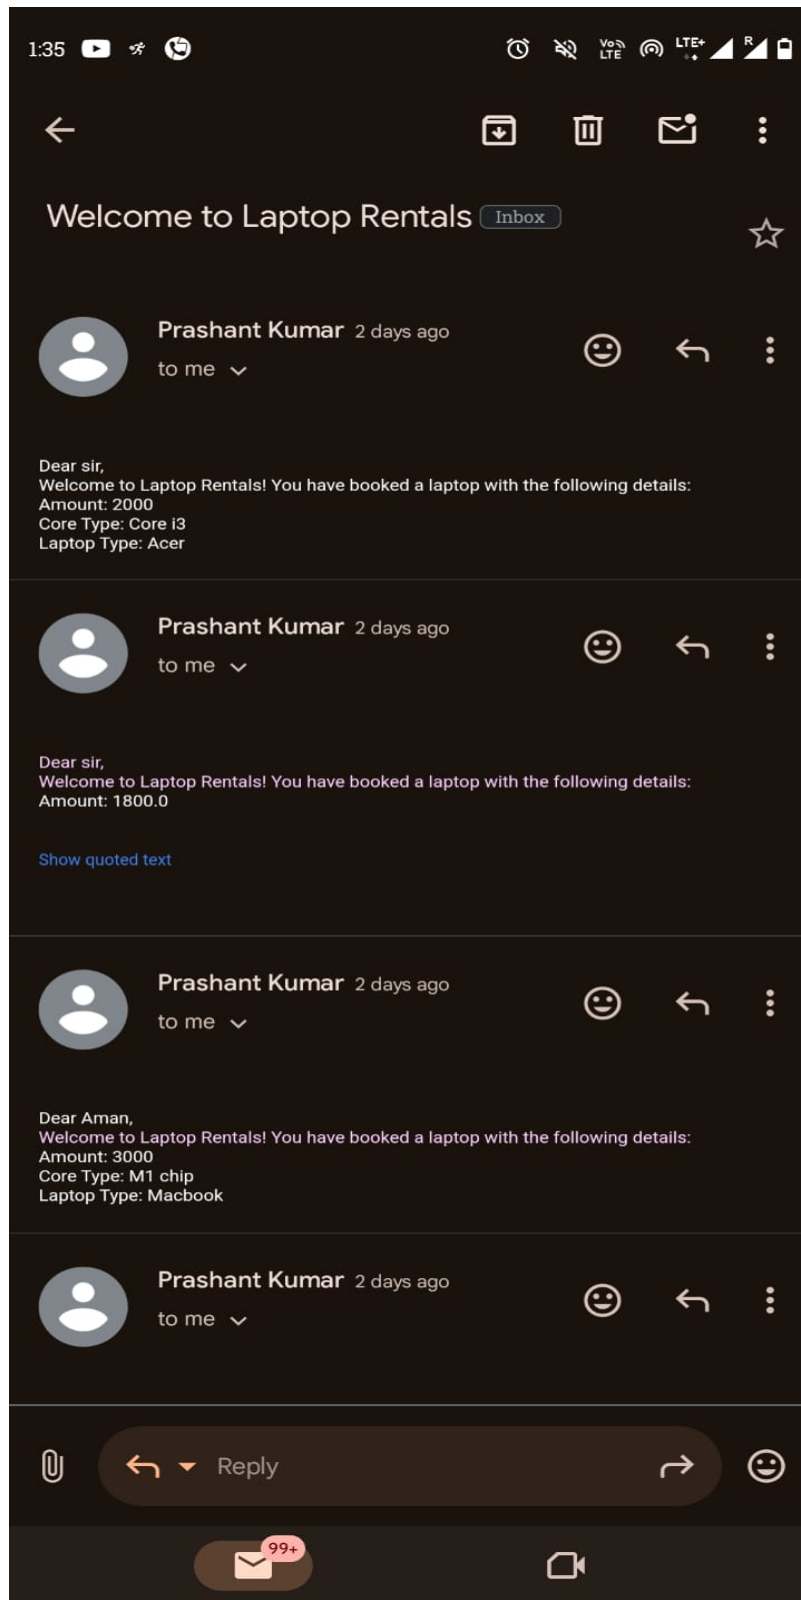 1:35
Vo)) LTE
LTE+
R
Welcome to Laptop Rentals Inbox
Prashant Kumar 2 days ago
to me
Dear sir,
Welcome to Laptop Rentals! You have booked a laptop with the following details:
Amount: 2000
Core Type: Core i3
Laptop Type: Acer
Prashant Kumar 2 days ago
to me
Dear sir,
Welcome to Laptop Rentals! You have booked a laptop with the following details:
Amount: 1800.0
Show quoted text
Prashant Kumar 2 days ago
to me
Dear Aman,
Welcome to Laptop Rentals! You have booked a laptop with the following details:
Amount: 3000
Core Type: M1 chip
Laptop Type: Macbook
Prashant Kumar 2 days ago
to me
Reply
99+